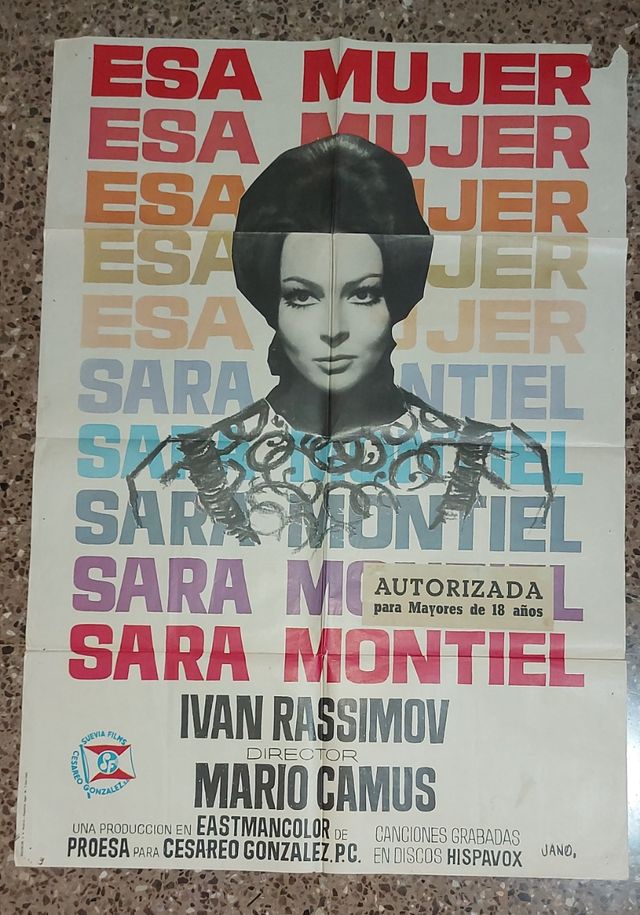 ESA MUJER
ESA MUJER
ESA MUJER
ESA MUJER
ESA MUJER
SARA MONTIEL
SARA MONTIEL
SARA MONTIEL
SARA MONTIEL
AUTORIZADA
para Mayores de 18 años
SARA MONTIEL
IVAN RASSIMOV
DIRECTOR
MARIO CAMUS
SUEVIA FILMS
CESAREO GONZALEZ
UNA PRODUCCION EN EASTMANCOLOR DE
PROESA PARA CESAREO GONZALEZ, P.C.
CANCIONES GRABADAS
EN DISCOS HISPAVOX
JANO,